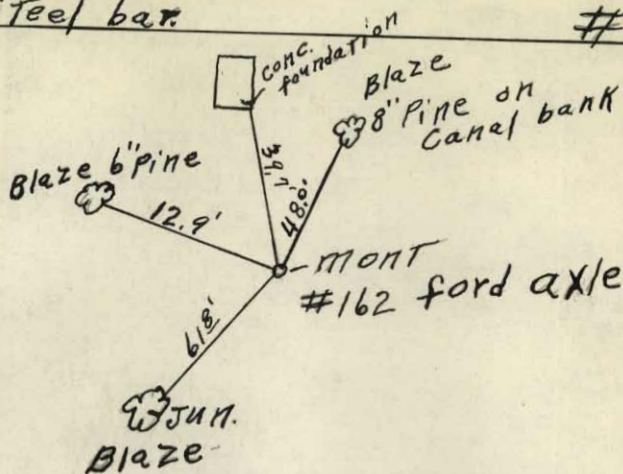 Teel bar. #
conc.
foundation
Blaze
8" Pine on
Canal bank
Blaze 6" Pine
39.7'
48.0'
12.9'
MONT
#162 ford axle
61.8'
Jun.
Blaze